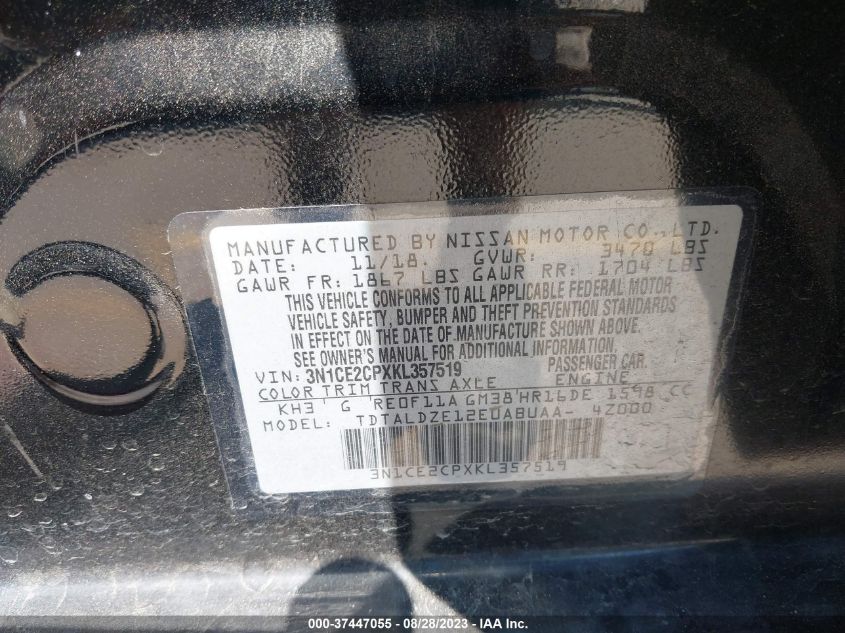 MANUFACTURED BY NISSAN MOTOR CO.,LTD.
DATE: 11/18. GVWR: 3478 LBS
GAWR FR: 1867 LBS GAWR RR: 1704 LBS
THIS VEHICLE CONFORMS TO ALL APPLICABLE FEDERAL MOTOR
VEHICLE SAFETY, BUMPER AND THEFT PREVENTION STANDARDS
IN EFFECT ON THE DATE OF MANUFACTURE SHOWN ABOVE.
SEE OWNER'S MANUAL FOR ADDITIONAL INFORMATION.
VIN: 3N1CE2CPXKL357519 PASSENGER CAR.
COLOR TRIM TRANS AXLE ENGINE
KH3 G RE0F11A GM38 HR16DE 1598 CC
MODEL: TDTALDZE12EUABUAA- 4Z000
3N1CE2CPXKL357519
000-37447055 — 08/28/2023 — IAA Inc.